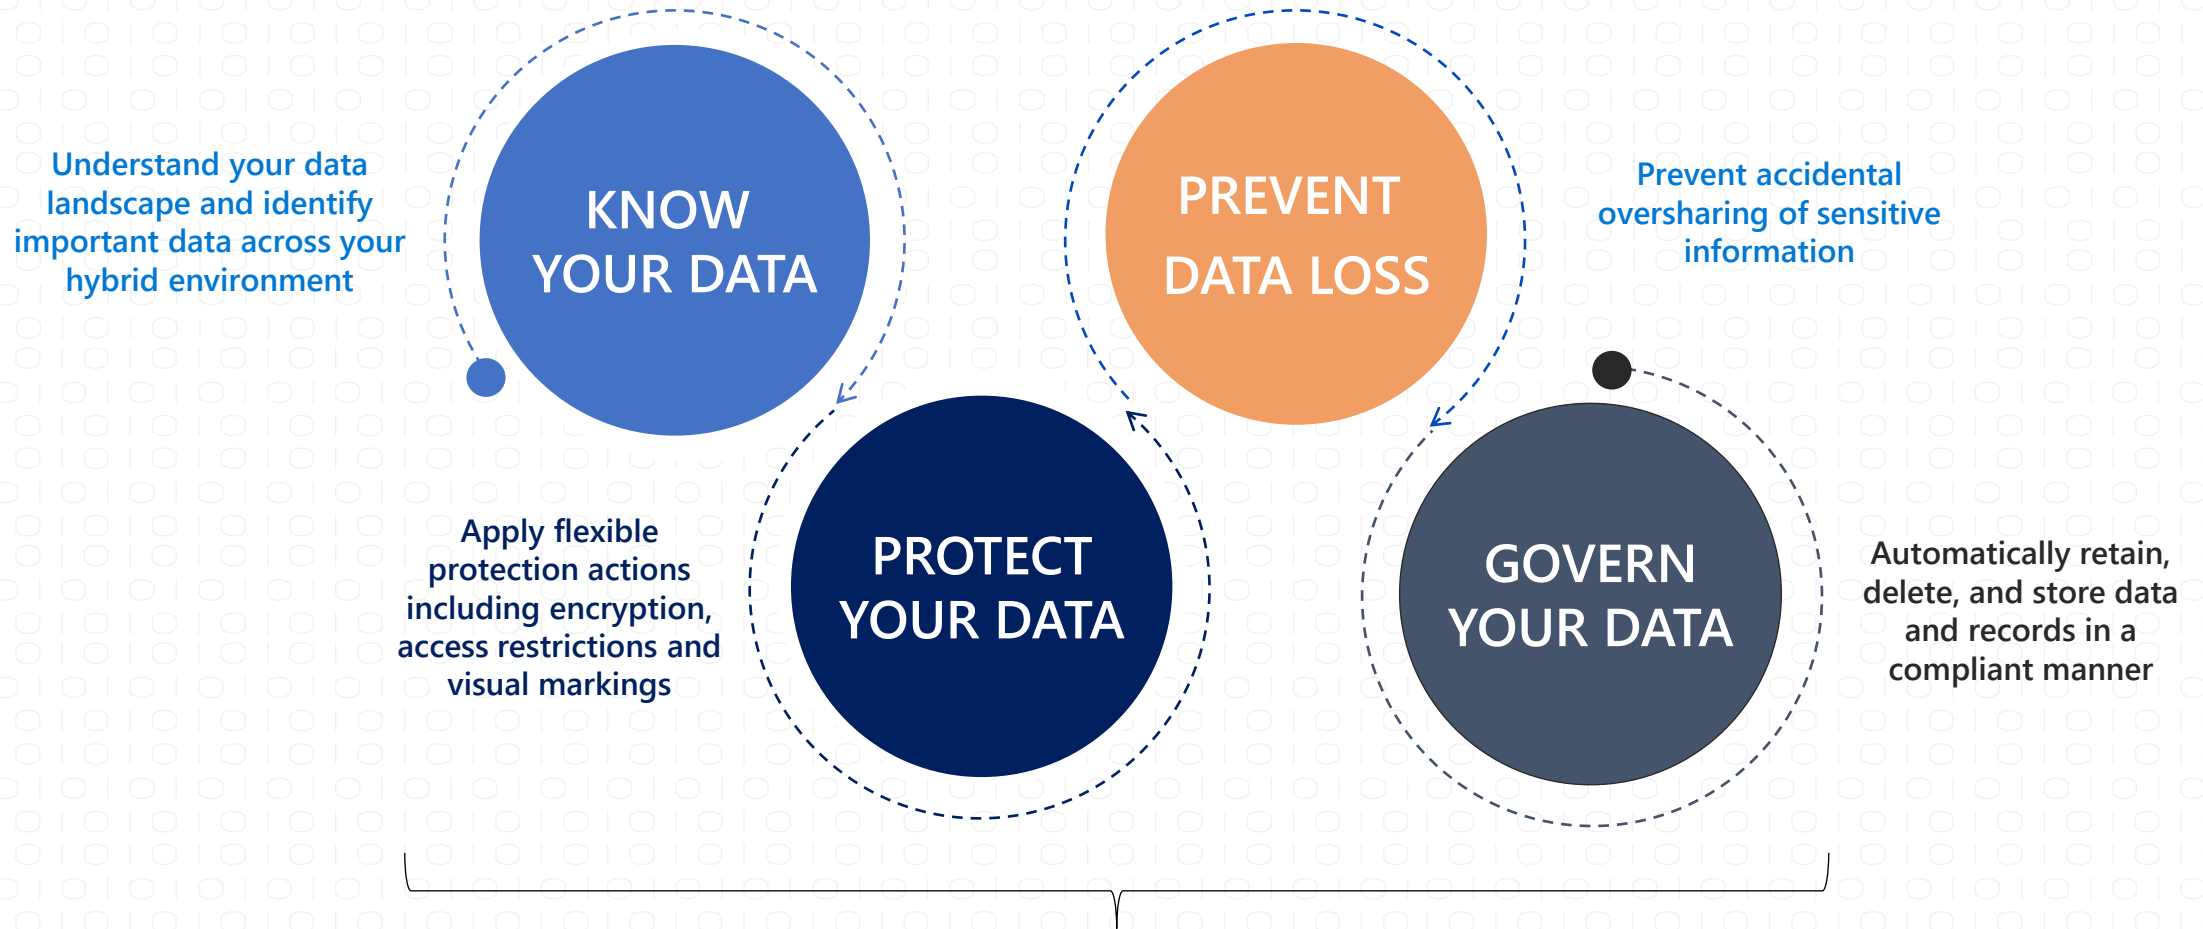 Understand your data
landscape and identify
important data across your
hybrid environment
KNOW
YOUR DATA
PREVENT
DATA LOSS
Prevent accidental
oversharing of sensitive
information
Apply flexible
protection actions
including encryption,
access restrictions and
visual markings
PROTECT
YOUR DATA
GOVERN
YOUR DATA
Automatically retain,
delete, and store data
and records in a
compliant manner